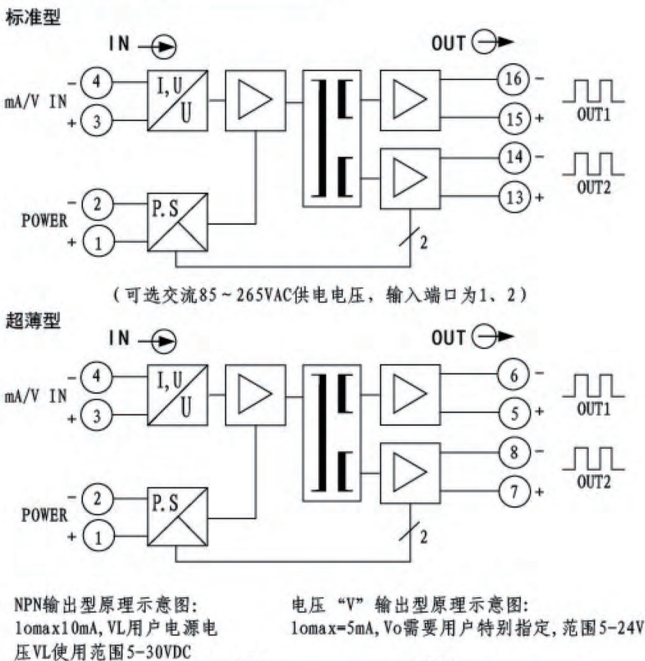 标准型
IN
OUT
- 4
I,U
U
16 -
mA/V IN
+ 3
15 +
OUT1
14 -
- 2
P.S
13 +
OUT2
POWER
+ 1
2
(可选交流85~265VAC供电电压, 输入端口为1、2)
超薄型
IN
OUT
- 4
I,U
U
6 -
mA/V IN
+ 3
5 +
OUT1
8 -
- 2
P.S
7 +
OUT2
POWER
+ 1
2
NPN输出型原理示意图:
lomax10mA,VL用户电源电
压VL使用范围5-30VDC
电压“V”输出型原理示意图:
lomax=5mA,Vo需要用户特别指定,范围5-24V